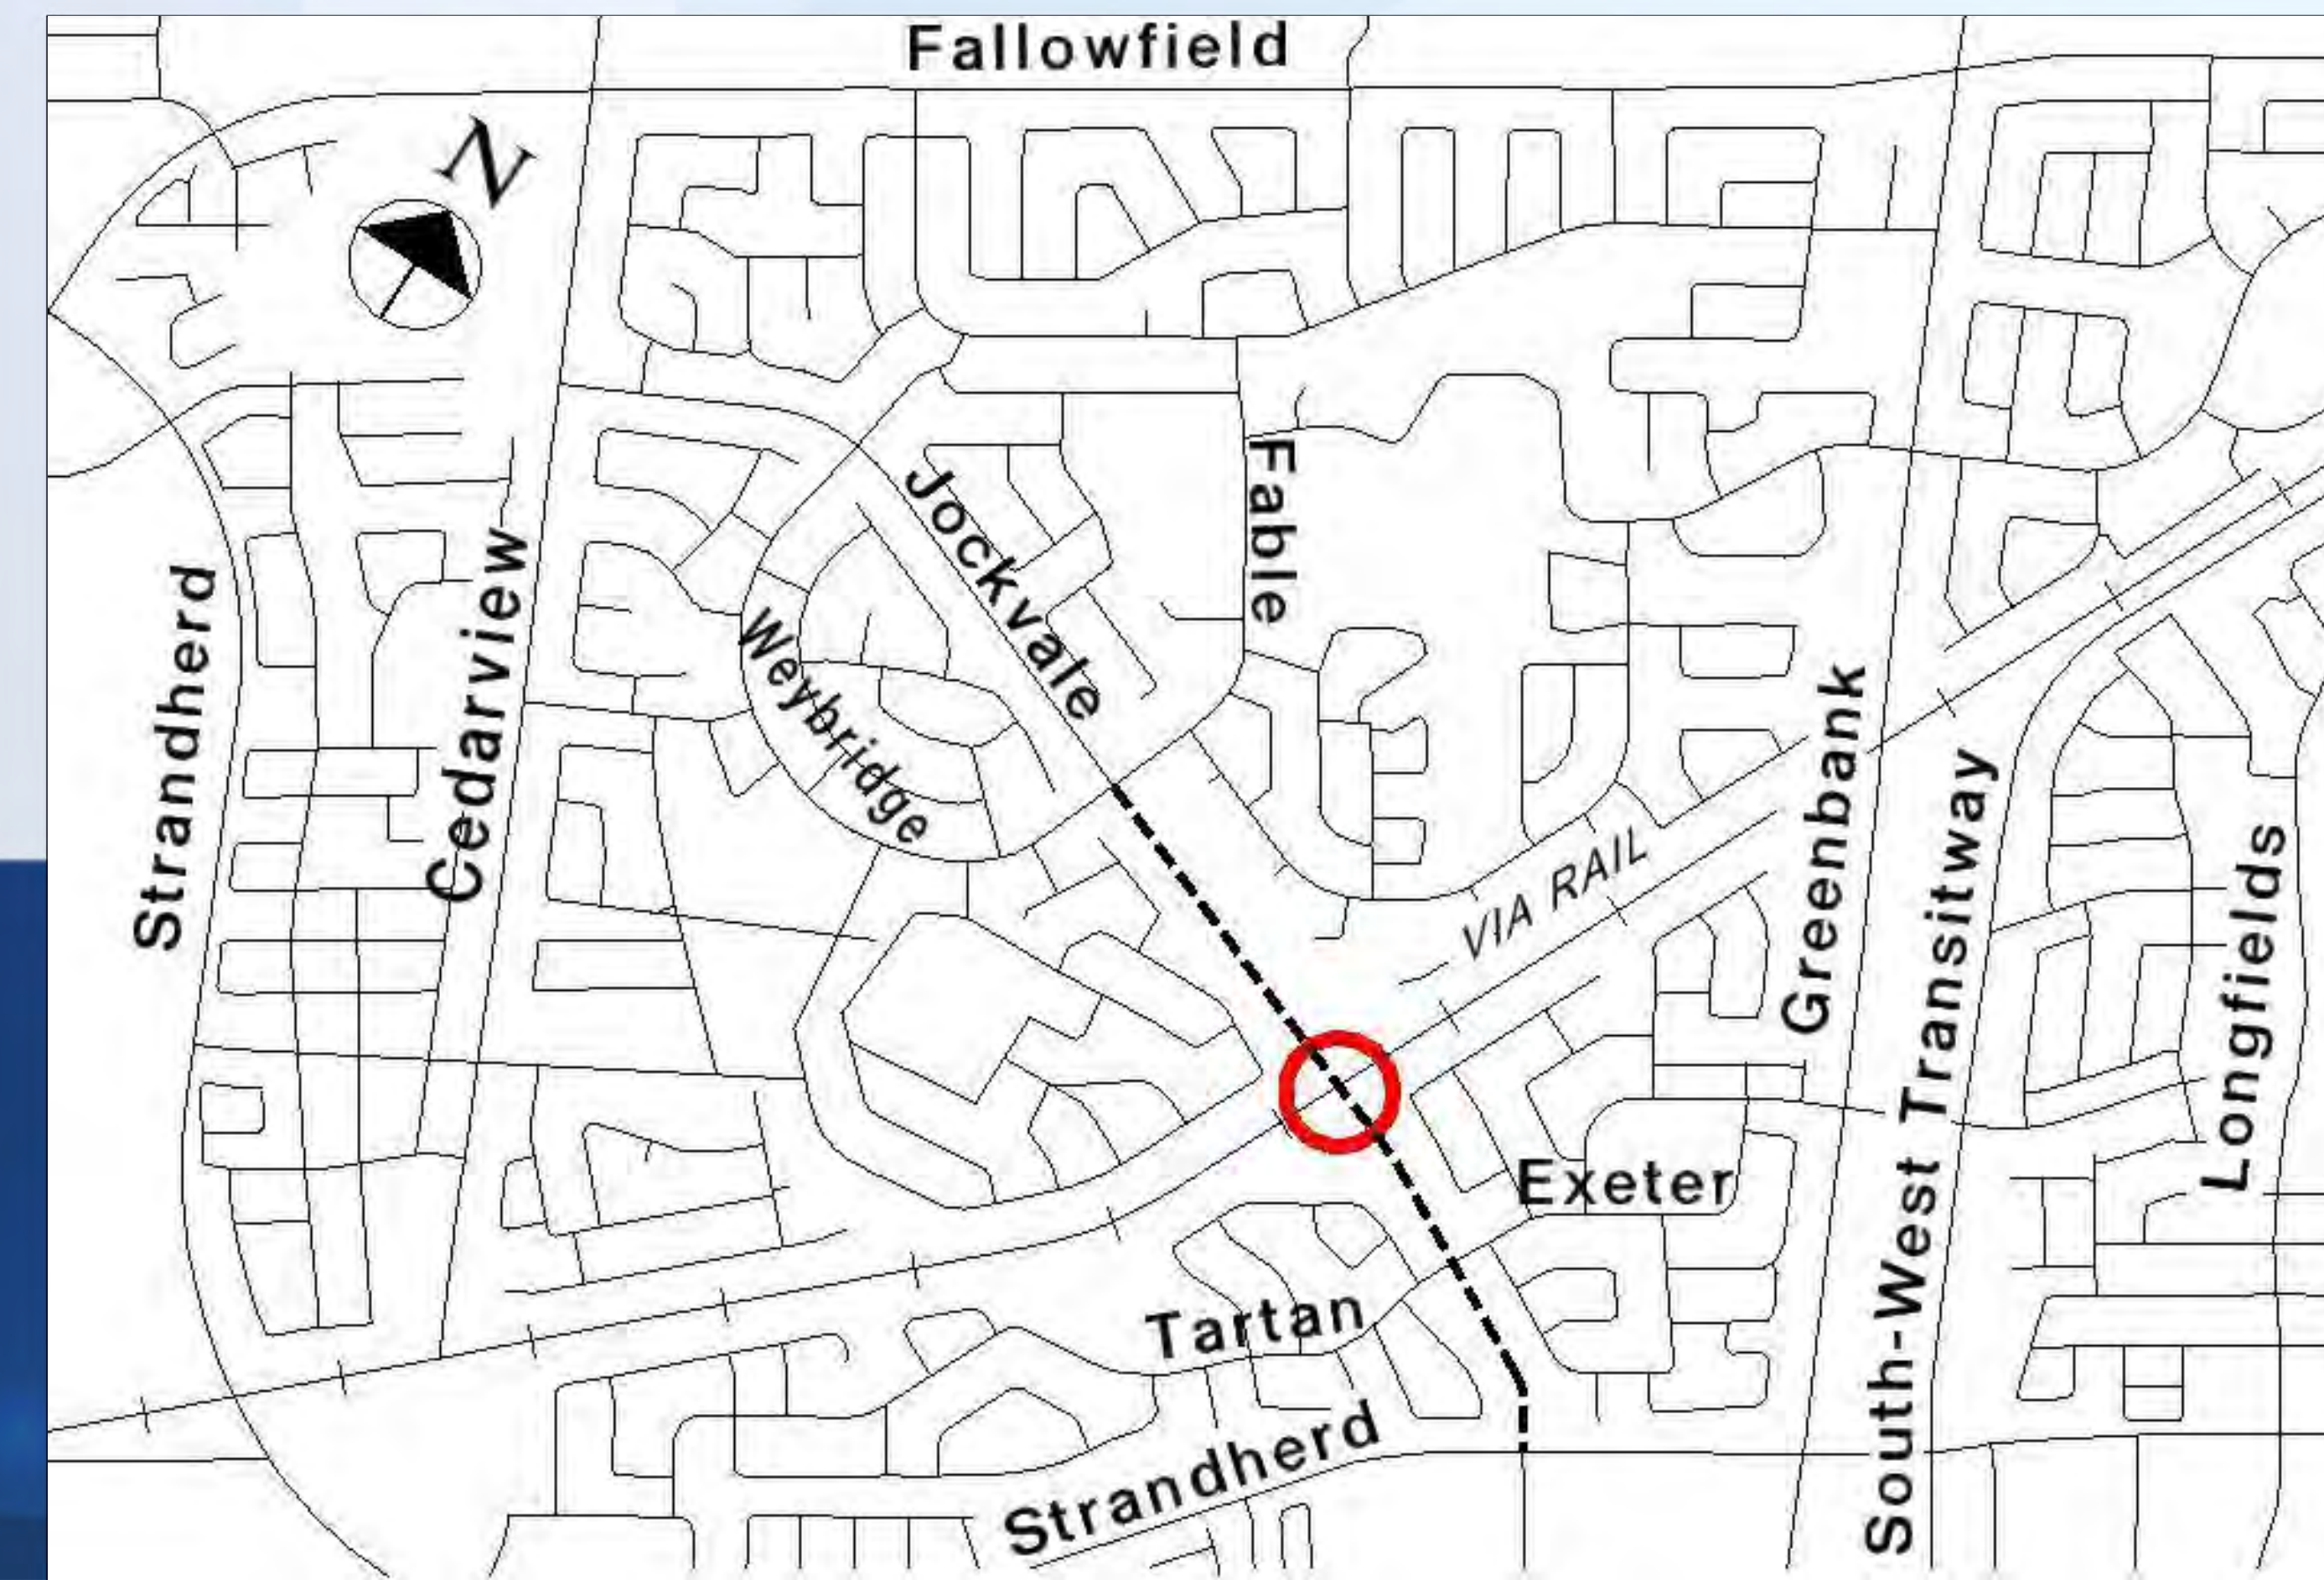 Fallowfield
N
Jockvale
Fable
Strandherd
Cedarview
Weybridge
VIA RAIL
Greenbank
South-West Transitway
Longfields
Exeter
Tartan
Strandherd